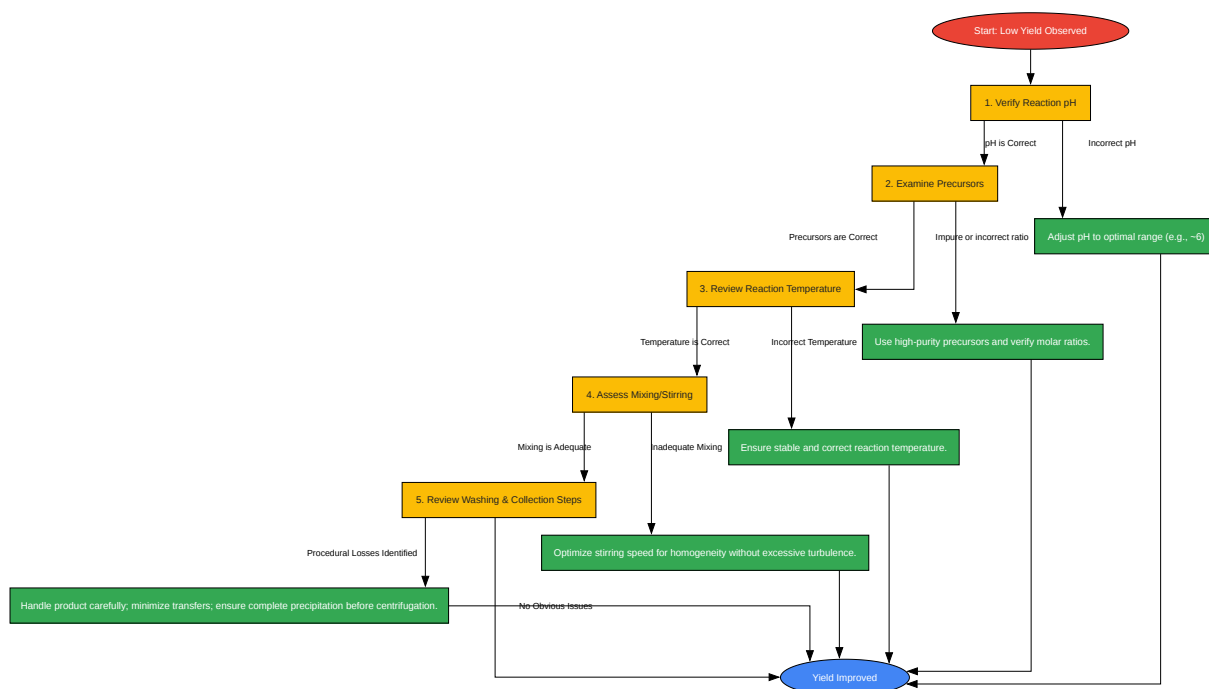 Start: Low Yield Observed
1. Verify Reaction pH
pH is Correct
Incorrect pH
2. Examine Precursors
Precursors are Correct
Impure or incorrect ratio
Adjust pH to optimal range (e.g., ~6)
3. Review Reaction Temperature
Temperature is Correct
Incorrect Temperature
Use high-purity precursors and verify molar ratios.
4. Assess Mixing/Stirring
Mixing is Adequate
Inadequate Mixing
Ensure stable and correct reaction temperature.
5. Review Washing & Collection Steps
Procedural Losses Identified
Optimize stirring speed for homogeneity without excessive turbulence.
Handle product carefully; minimize transfers; ensure complete precipitation before centrifugation.
No Obvious Issues
Yield Improved